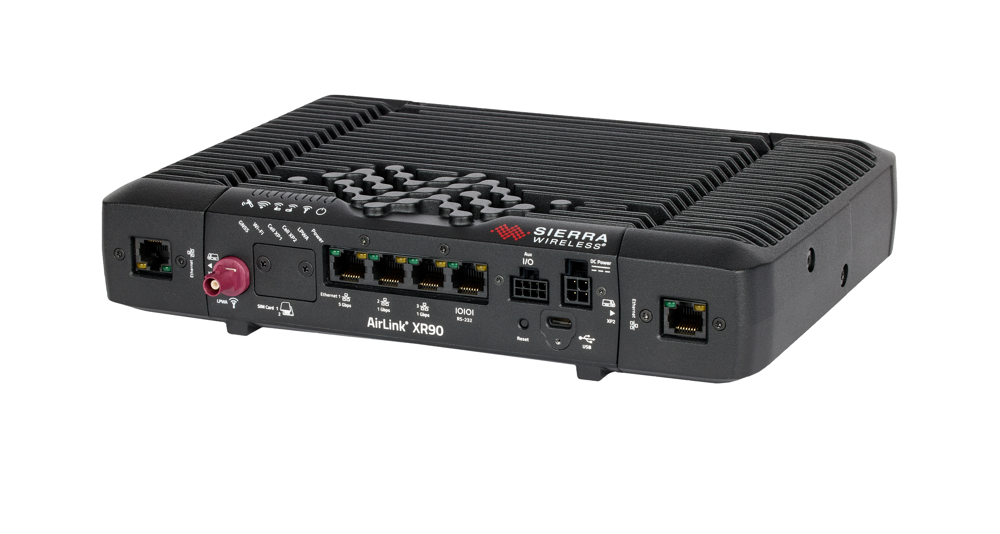 GNSS
Wi-Fi
Cell XP1
Cell XP2
LPWA
Power
SIERRA
WIRELESS®
Ethernet
LPWA
SIM Card 1
2
Ethernet 1
5 Gbps
2
1 Gbps
3
1 Gbps
IOIOI
RS-232
AirLink® XR90
Aux
I/O
DC Power
Reset
USB
XP2
Ethernet